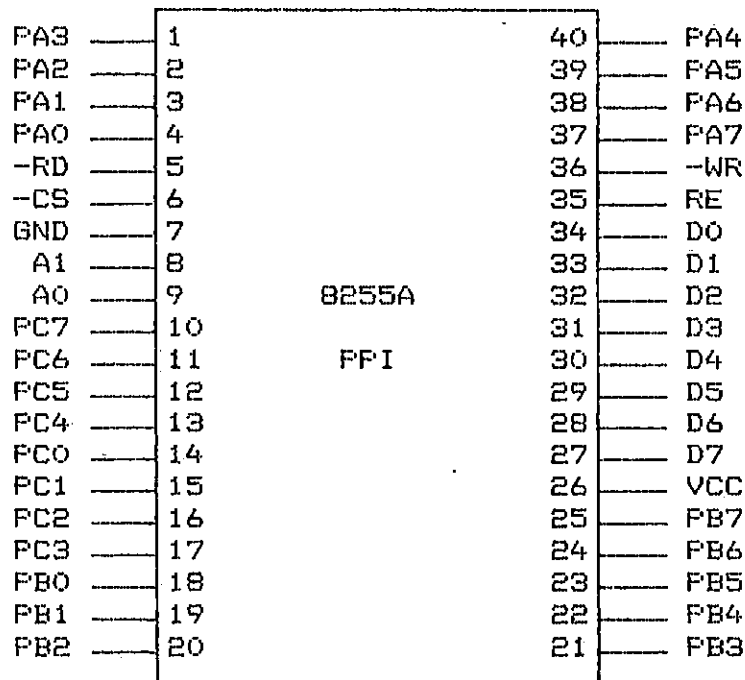 PA3 1 40 PA4
PA2 2 39 PA5
PA1 3 38 PA6
PA0 4 37 PA7
-RD 5 36 -WR
-CS 6 35 RE
GND 7 34 D0
A1 8 33 D1
A0 9 8255A 32 D2
PC7 10 31 D3
PC6 11 PPI 30 D4
PC5 12 29 D5
PC4 13 28 D6
PC0 14 27 D7
PC1 15 26 VCC
PC2 16 25 PB7
PC3 17 24 PB6
PB0 18 23 PB5
PB1 19 22 PB4
PB2 20 21 PB3